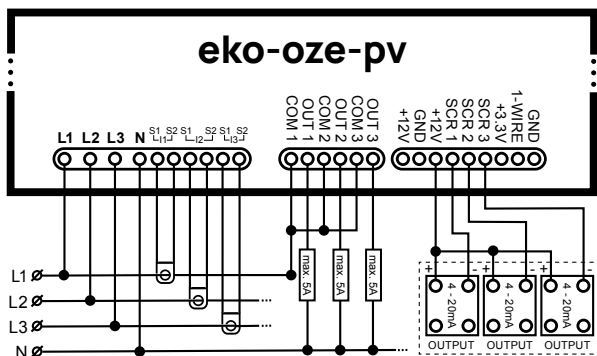 eko-oze-pv
L1 L2 L3 N S1 S2 S1 S2 S1 S2
I1 I2 I3
COM 1
OUT 1
COM 2
OUT 2
COM 3
OUT 3
+12V
GND
+12V
SCR 1
SCR 2
SCR 3
+3.3V
1-WIRE
GND
L1
L2
L3
N
max. 5A
max. 5A
max. 5A
+ - + - + -
4 - 20mA
4 - 20mA
4 - 20mA
OUTPUT OUTPUT OUTPUT